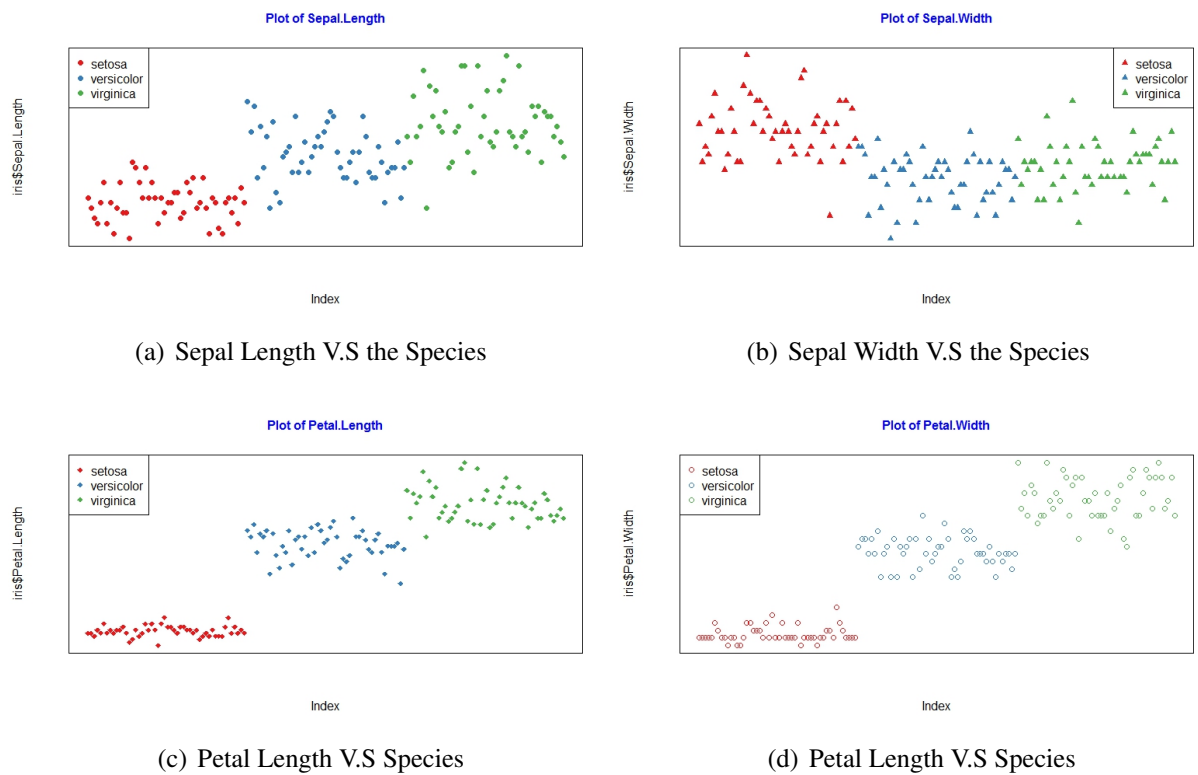 Plot of Sepal.Length
setosa
versicolor
virginica
iris$Sepal.Length
Index
(a) Sepal Length V.S the Species
Plot of Sepal.Width
setosa
versicolor
virginica
iris$Sepal.Width
Index
(b) Sepal Width V.S the Species
Plot of Petal.Length
setosa
versicolor
virginica
iris$Petal.Length
Index
(c) Petal Length V.S Species
Plot of Petal.Width
setosa
versicolor
virginica
iris$Petal.Width
Index
(d) Petal Length V.S Species